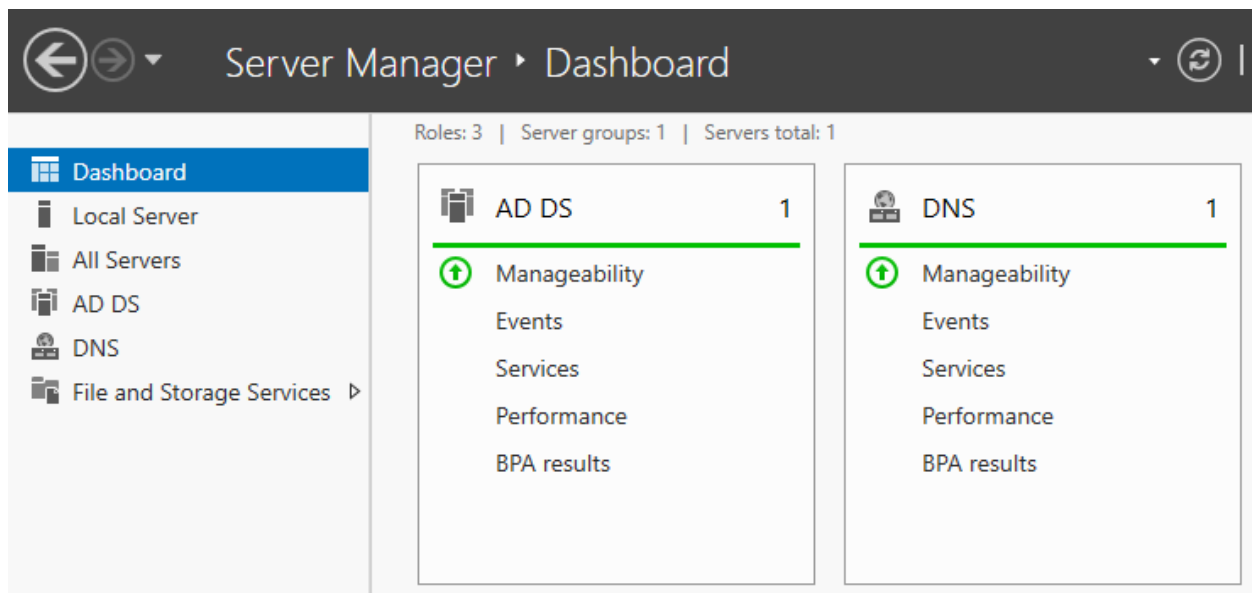 Server Manager ‣ Dashboard
Roles: 3 | Server groups: 1 | Servers total: 1
Dashboard
Local Server
All Servers
AD DS
DNS
File and Storage Services
AD DS 1
Manageability
Events
Services
Performance
BPA results
DNS 1
Manageability
Events
Services
Performance
BPA results